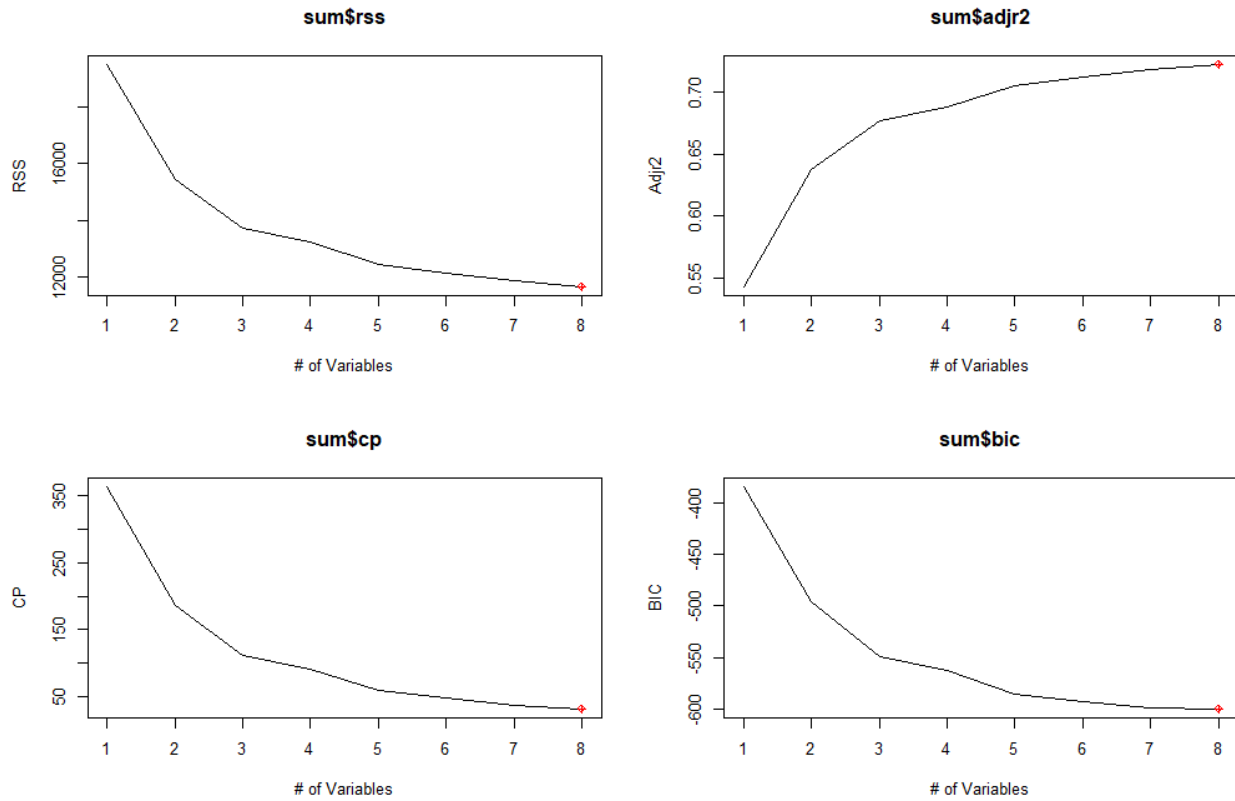 sum$rss
RSS
16000
12000
1 2 3 4 5 6 7 8
# of Variables
sum$adjr2
Adjr2
0.70
0.65
0.60
0.55
1 2 3 4 5 6 7 8
# of Variables
sum$cp
CP
350
250
150
50
1 2 3 4 5 6 7 8
# of Variables
sum$bic
BIC
-400
-450
-500
-550
-600
1 2 3 4 5 6 7 8
# of Variables